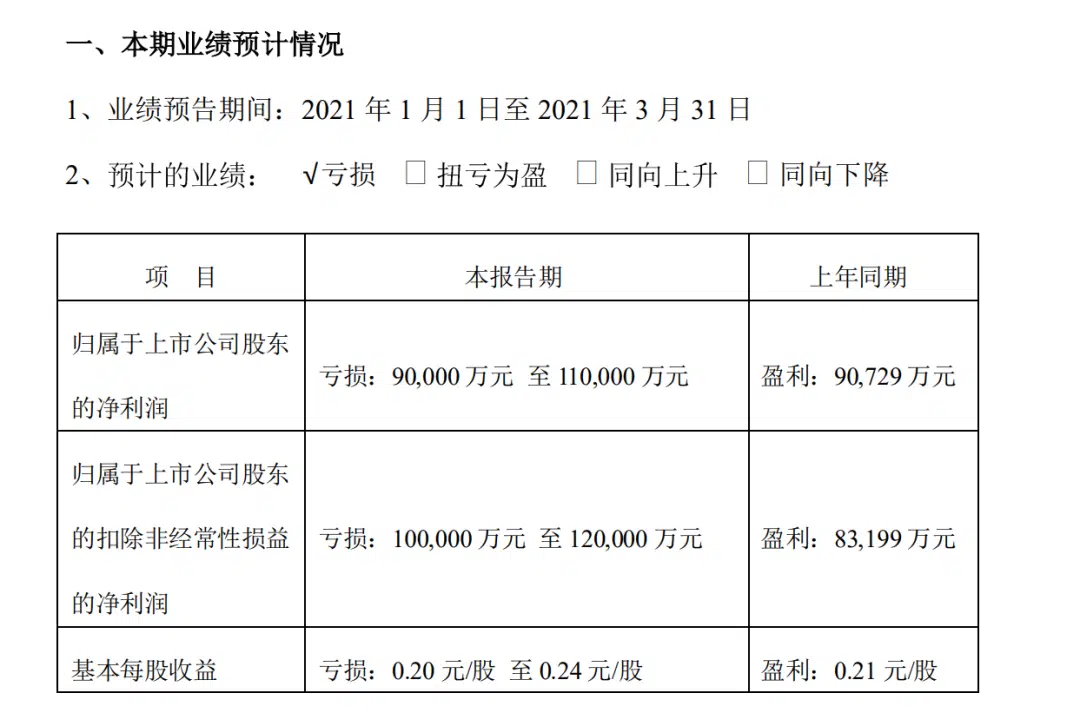 一、本期业绩预计情况
1、业绩预告期间：2021 年 1 月 1 日至 2021 年 3 月 31 日
2、预计的业绩： √亏损 □ 扭亏为盈 □ 同向上升 □ 同向下降
项 目 本报告期 上年同期
归属于上市公司股东
的净利润
亏损：90,000 万元 至 110,000 万元
盈利：90,729 万元
归属于上市公司股东
的扣除非经常性损益
的净利润
亏损：100,000 万元 至 120,000 万元
盈利：83,199 万元
基本每股收益 亏损：0.20 元/股 至 0.24 元/股 盈利：0.21 元/股